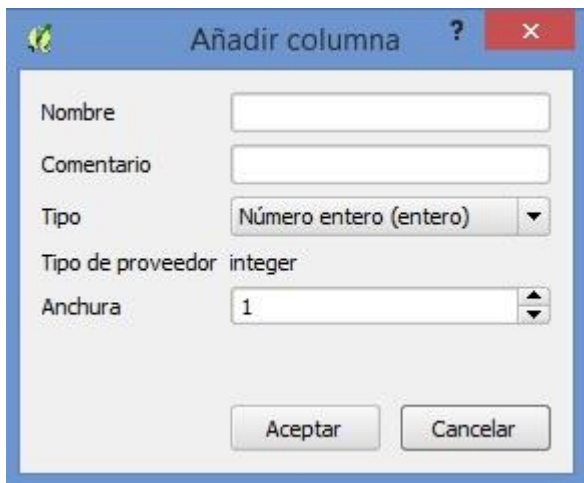 Añadir columna ?
Nombre
Comentario
Tipo Número entero (entero)
Tipo de proveedor integer
Anchura 1
Aceptar Cancelar